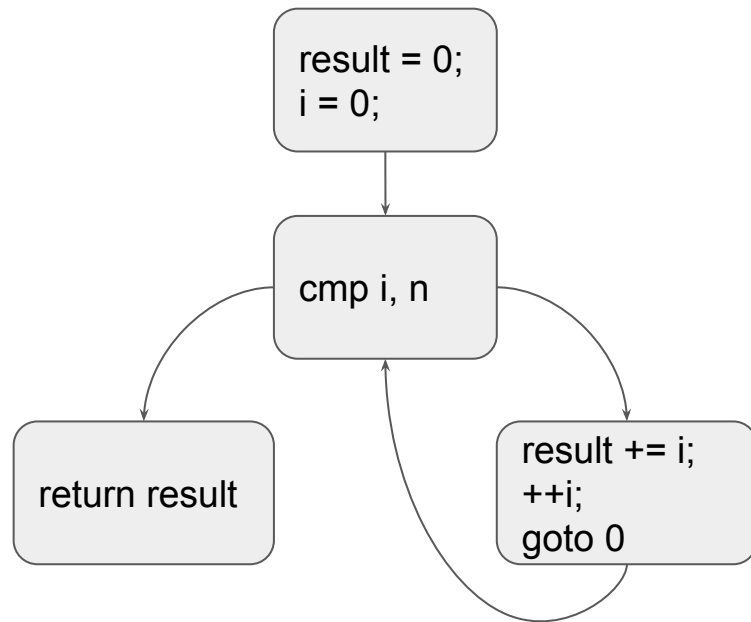 result = 0;
i = 0;
cmp i, n
return result
result += i;
++i;
goto 0